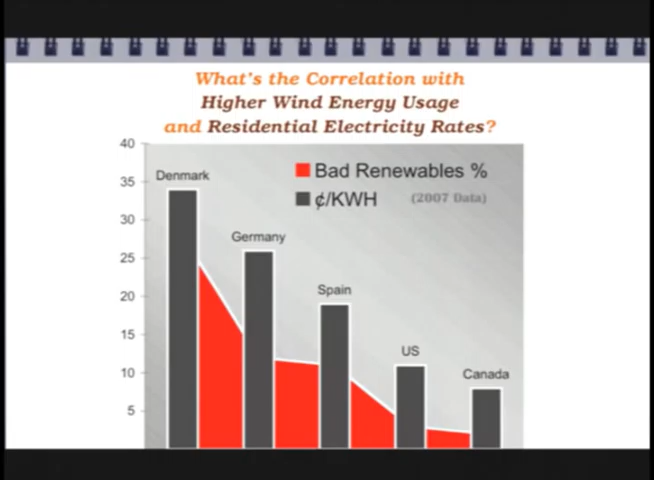 What's the Correlation with
Higher Wind Energy Usage
and Residential Electricity Rates?
40
35
30
25
20
15
10
5
Bad Renewables %
¢/KWH
(2007 Data)
Denmark
Germany
Spain
US
Canada